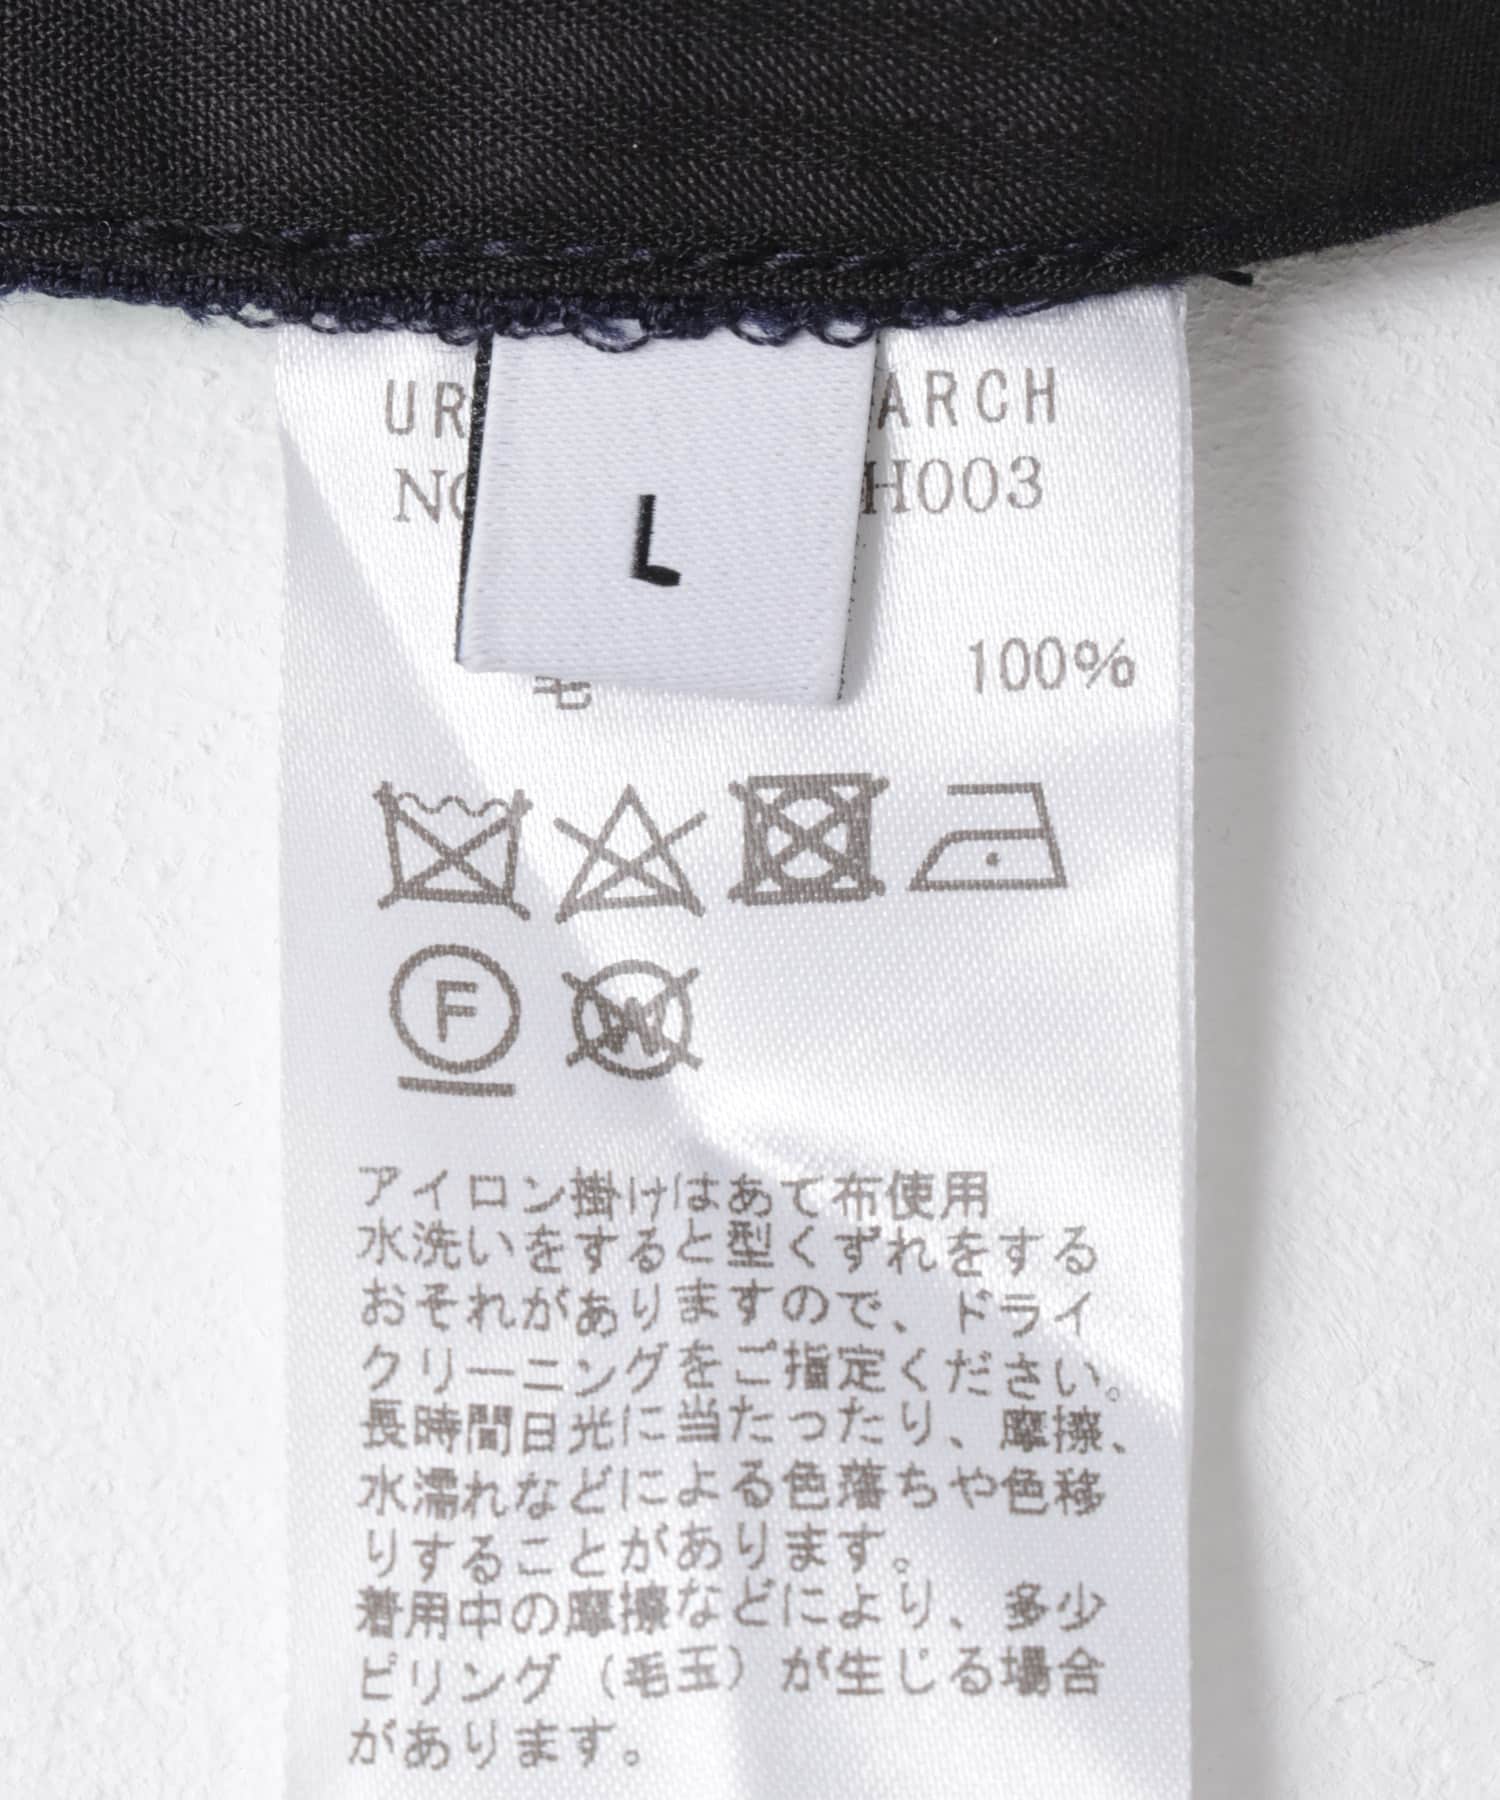 ARCH
H003
L
毛 100%
F
W
アイロン掛けはあて布使用
水洗いをすると型くずれをする
おそれがありますので、ドライ
クリーニングをご指定ください。
長時間日光に当たったり、摩擦、
水濡れなどによる色落ちや色移
りすることがあります。
着用中の摩擦などにより、多少
ピリング（毛玉）が生じる場合
があります。